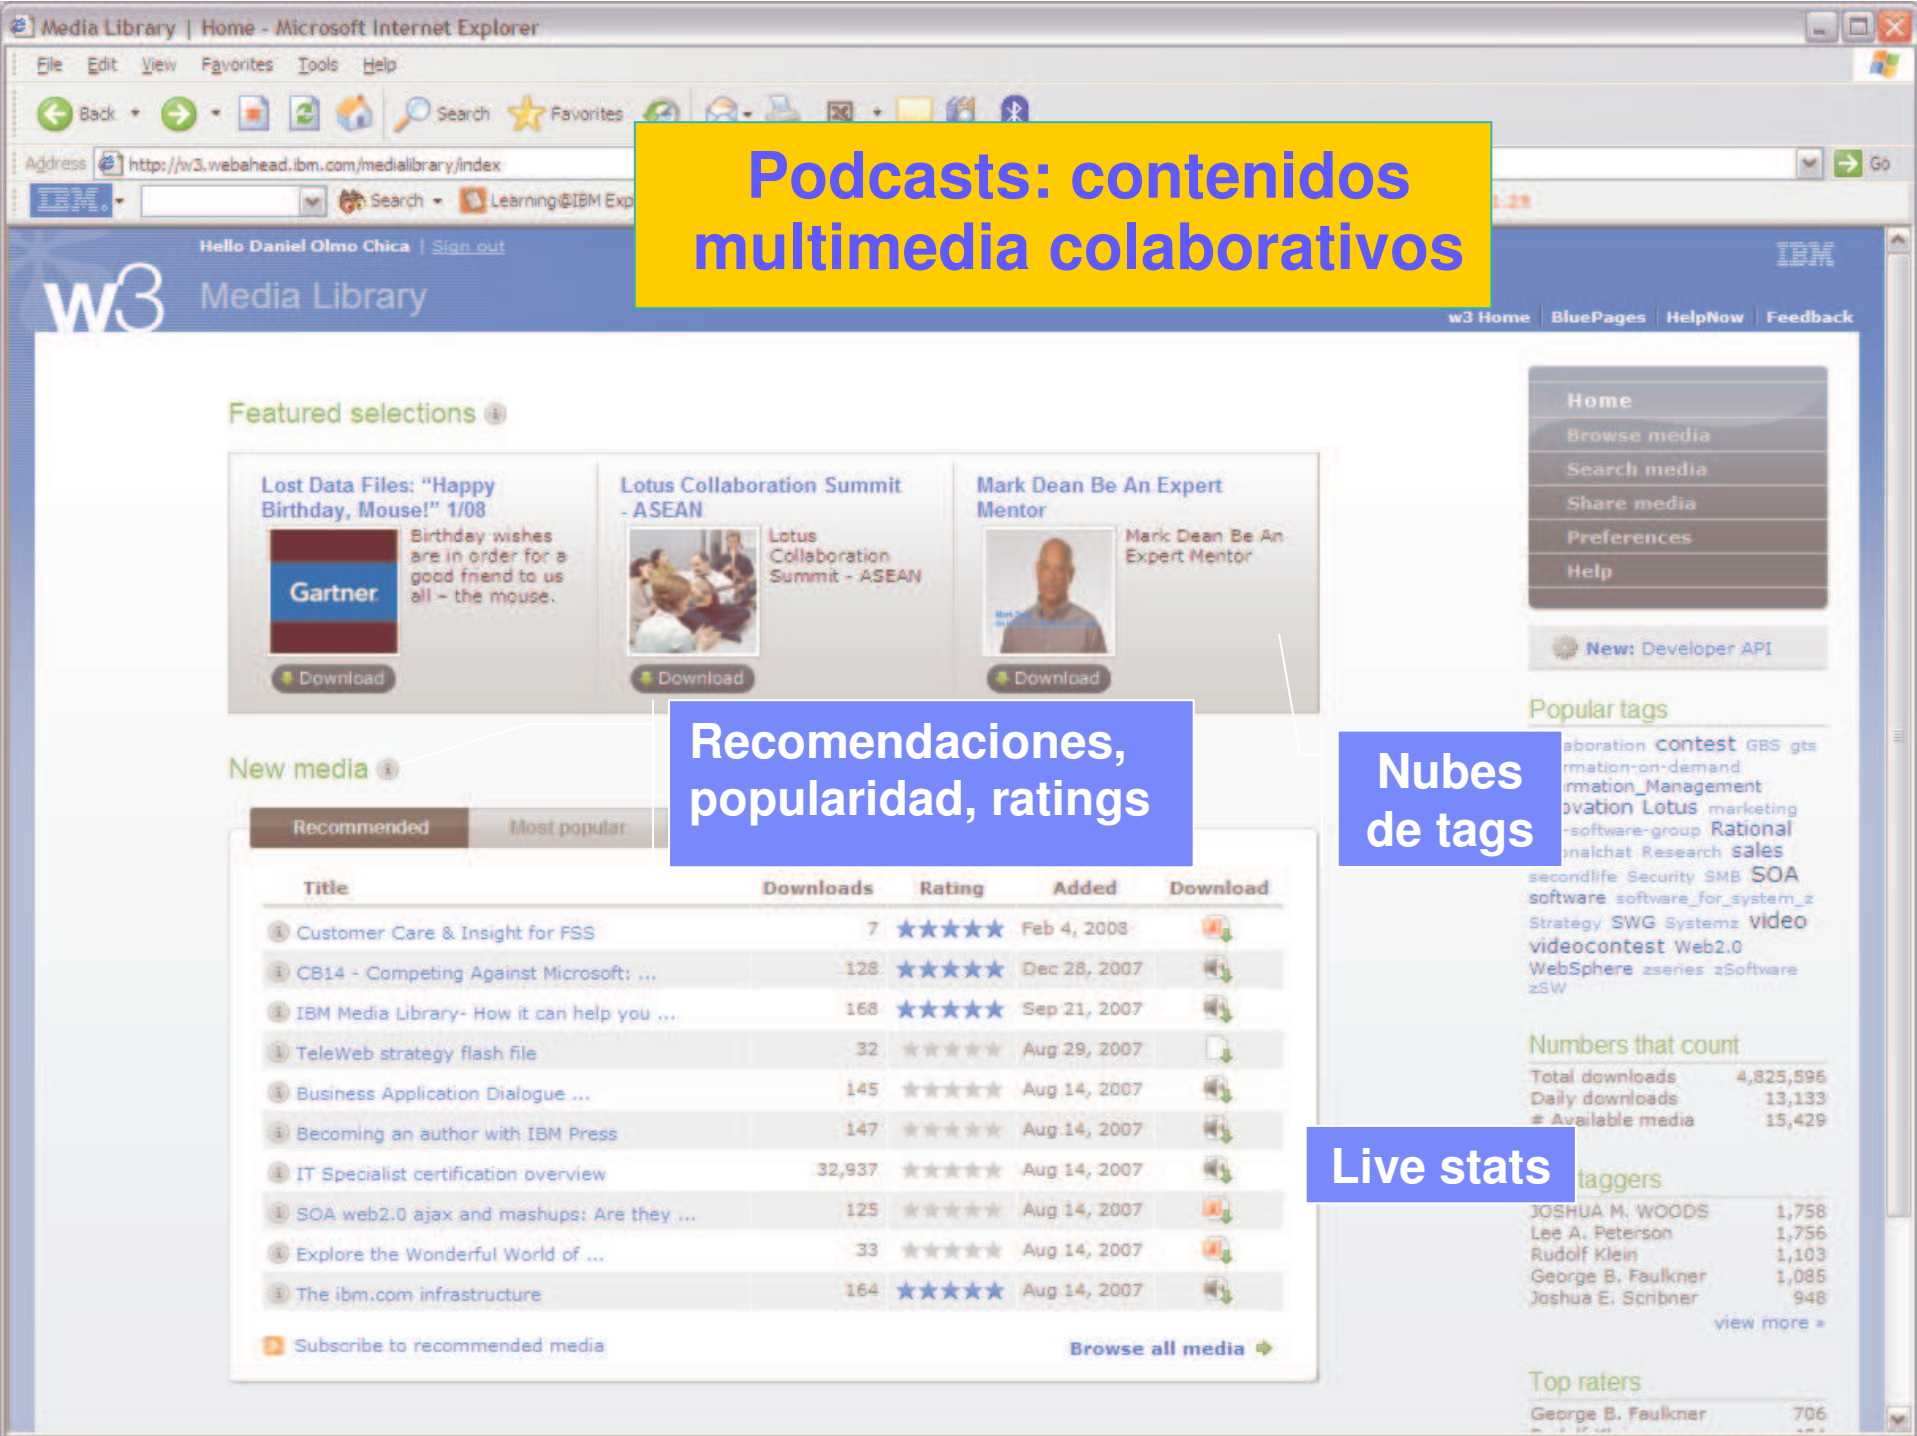 Media Library | Home - Microsoft Internet Explorer
File Edit View Favorites Tools Help
Back Search Favorites
Address http://w3.webahead.ibm.com/medialibrary/index Go
IBM Search Learning@IBM
Podcasts: contenidos
multimedia colaborativos
Hello Daniel Olmo Chica | Sign out
IBM
w3 Media Library
w3 Home BluePages HelpNow Feedback
Featured selections
Lost Data Files: “Happy
Birthday, Mouse!” 1/08
Gartner
Birthday wishes
are in order for a
good friend to us
all – the mouse.
Download
Lotus Collaboration Summit
- ASEAN
Lotus
Collaboration
Summit - ASEAN
Download
Mark Dean Be An Expert
Mentor
Mark Dean Be An
Expert Mentor
Download
Home
Browse media
Search media
Share media
Preferences
Help
New: Developer API
Recomendaciones,
popularidad, ratings
Nubes
de tags
New media
Recommended Most popular
Title Downloads Rating Added Download
Customer Care & Insight for FSS 7 Feb 4, 2008
CB14 - Competing Against Microsoft: ... 128 Dec 28, 2007
IBM Media Library- How it can help you ... 168 Sep 21, 2007
TeleWeb strategy flash file 32 Aug 29, 2007
Business Application Dialogue ... 145 Aug 14, 2007
Becoming an author with IBM Press 147 Aug 14, 2007
IT Specialist certification overview 32,937 Aug 14, 2007
SOA web2.0 ajax and mashups: Are they ... 125 Aug 14, 2007
Explore the Wonderful World of ... 33 Aug 14, 2007
The ibm.com infrastructure 164 Aug 14, 2007
Subscribe to recommended media Browse all media
Popular tags
contest GBS gts
Lotus marketing
Rational
Research sales
secondlife Security SMB SOA
software software_for_system_z
Strategy SWG Systemz video
videocontest Web2.0
WebSphere zseries zSoftware
zSW
Numbers that count
Total downloads 4,825,596
Daily downloads 13,133
# Available media 15,429
Live stats
taggers
JOSHUA M. WOODS 1,758
Lee A. Peterson 1,756
Rudolf Klein 1,103
George B. Faulkner 1,085
Joshua E. Scribner 948
view more »
Top raters
George B. Faulkner 706